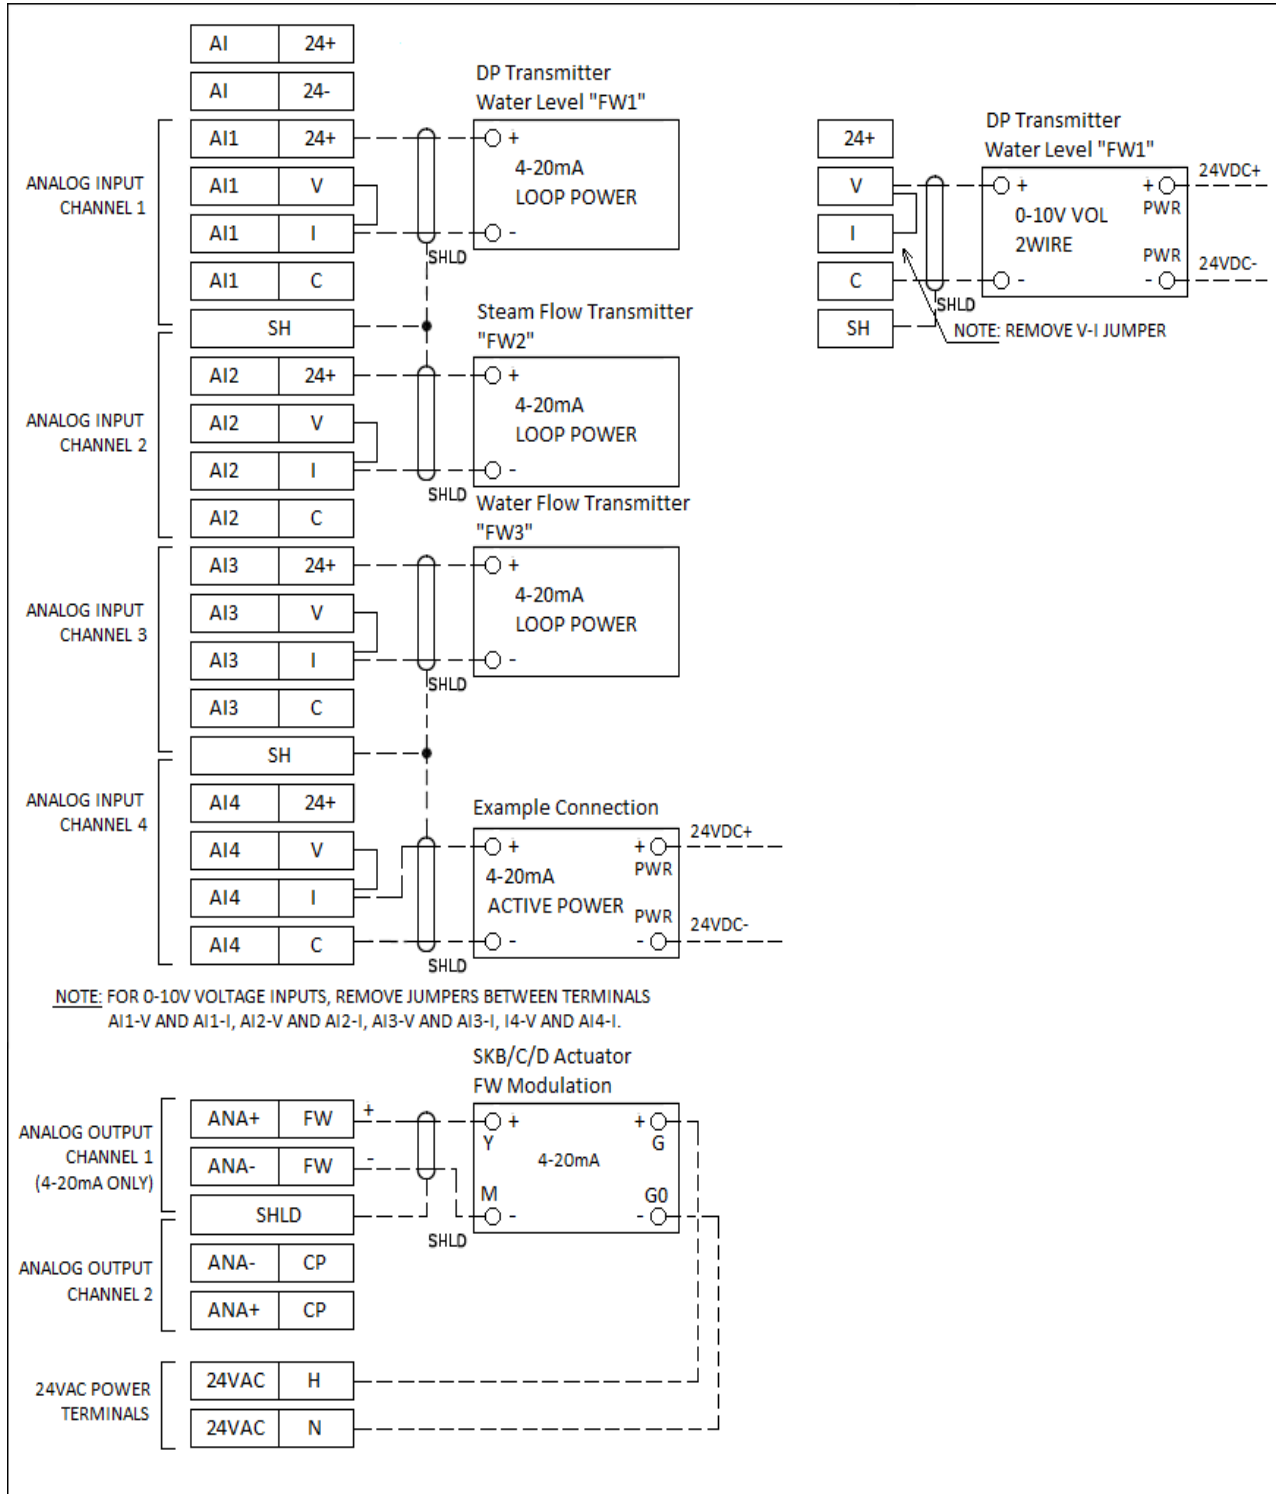 AI 24+
AI 24-
ANALOG INPUT
CHANNEL 1
AI1 24+
AI1 V
AI1 I
AI1 C
SH
DP Transmitter
Water Level "FW1"
+
4-20mA
LOOP POWER
-
SHLD
ANALOG INPUT
CHANNEL 2
AI2 24+
AI2 V
AI2 I
AI2 C
Steam Flow Transmitter
"FW2"
+
4-20mA
LOOP POWER
-
SHLD
ANALOG INPUT
CHANNEL 3
AI3 24+
AI3 V
AI3 I
AI3 C
SH
Water Flow Transmitter
"FW3"
+
4-20mA
LOOP POWER
-
SHLD
ANALOG INPUT
CHANNEL 4
AI4 24+
AI4 V
AI4 I
AI4 C
Example Connection
+ +
PWR
4-20mA
ACTIVE POWER
PWR
- -
24VDC+
24VDC-
SHLD
24+
V
I
C
SH
DP Transmitter
Water Level "FW1"
+ +
PWR
0-10V VOL
2WIRE
PWR
- -
24VDC+
24VDC-
SHLD
NOTE: REMOVE V-I JUMPER
NOTE: FOR 0-10V VOLTAGE INPUTS, REMOVE JUMPERS BETWEEN TERMINALS
AI1-V AND AI1-I, AI2-V AND AI2-I, AI3-V AND AI3-I, I4-V AND AI4-I.
ANALOG OUTPUT
CHANNEL 1
(4-20mA ONLY)
ANA+ FW +
ANA- FW -
SHLD
SKB/C/D Actuator
FW Modulation
+ +
Y G
4-20mA
M G0
- -
SHLD
ANALOG OUTPUT
CHANNEL 2
ANA- CP
ANA+ CP
24VAC POWER
TERMINALS
24VAC H
24VAC N